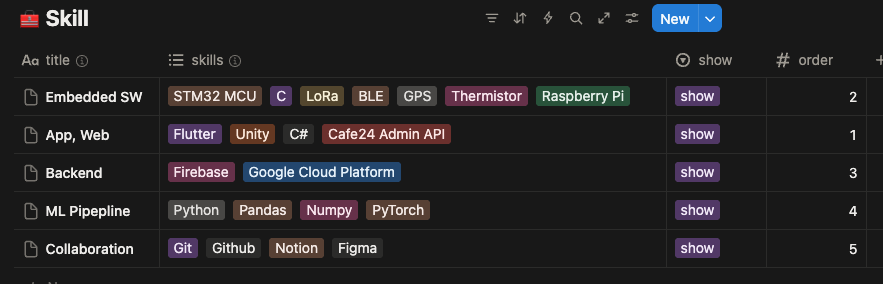 Skill
New
Aa title skills show # order
Embedded SW STM32 MCU C LoRa BLE GPS Thermistor Raspberry Pi show 2
App, Web Flutter Unity C# Cafe24 Admin API show 1
Backend Firebase Google Cloud Platform show 3
ML Pipepline Python Pandas Numpy PyTorch show 4
Collaboration Git Github Notion Figma show 5